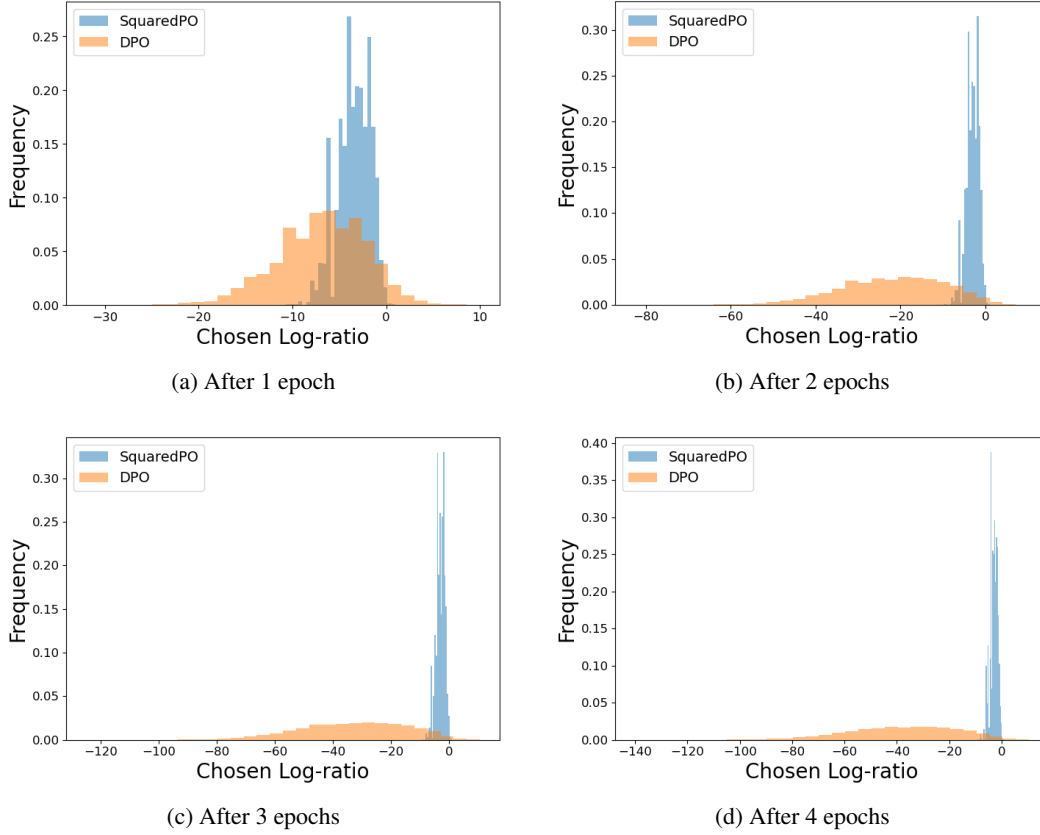 SquaredPO
DPO
0.25
0.20
0.15
0.10
0.05
0.00
Frequency
−30
−20
−10
0
10
Chosen Log-ratio
(a) After 1 epoch
SquaredPO
DPO
0.30
0.25
0.20
0.15
0.10
0.05
0.00
Frequency
−80
−60
−40
−20
0
Chosen Log-ratio
(b) After 2 epochs
SquaredPO
DPO
0.30
0.25
0.20
0.15
0.10
0.05
0.00
Frequency
−120
−100
−80
−60
−40
−20
0
Chosen Log-ratio
(c) After 3 epochs
SquaredPO
DPO
0.40
0.35
0.30
0.25
0.20
0.15
0.10
0.05
0.00
Frequency
−140
−120
−100
−80
−60
−40
−20
0
Chosen Log-ratio
(d) After 4 epochs